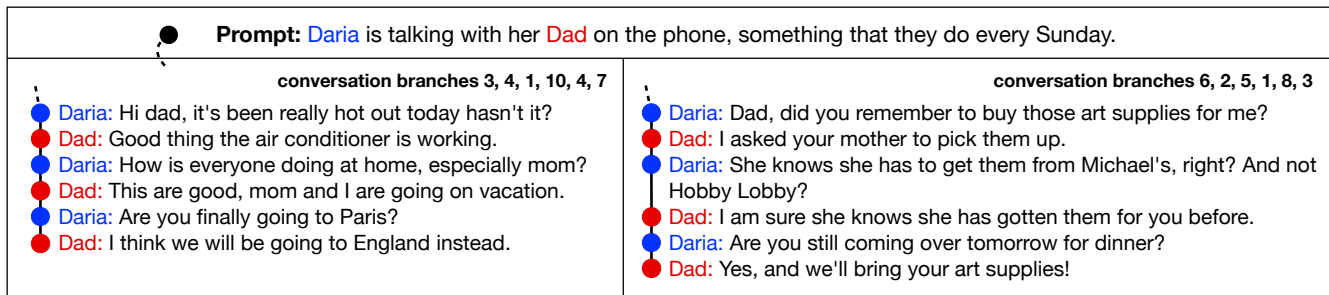 Prompt: Daria is talking with her Dad on the phone, something that they do every Sunday.
conversation branches 3, 4, 1, 10, 4, 7
Daria: Hi dad, it's been really hot out today hasn't it?
Dad: Good thing the air conditioner is working.
Daria: How is everyone doing at home, especially mom?
Dad: This are good, mom and I are going on vacation.
Daria: Are you finally going to Paris?
Dad: I think we will be going to England instead.
conversation branches 6, 2, 5, 1, 8, 3
Daria: Dad, did you remember to buy those art supplies for me?
Dad: I asked your mother to pick them up.
Daria: She knows she has to get them from Michael's, right? And not
Hobby Lobby?
Dad: I am sure she knows she has gotten them for you before.
Daria: Are you still coming over tomorrow for dinner?
Dad: Yes, and we'll bring your art supplies!